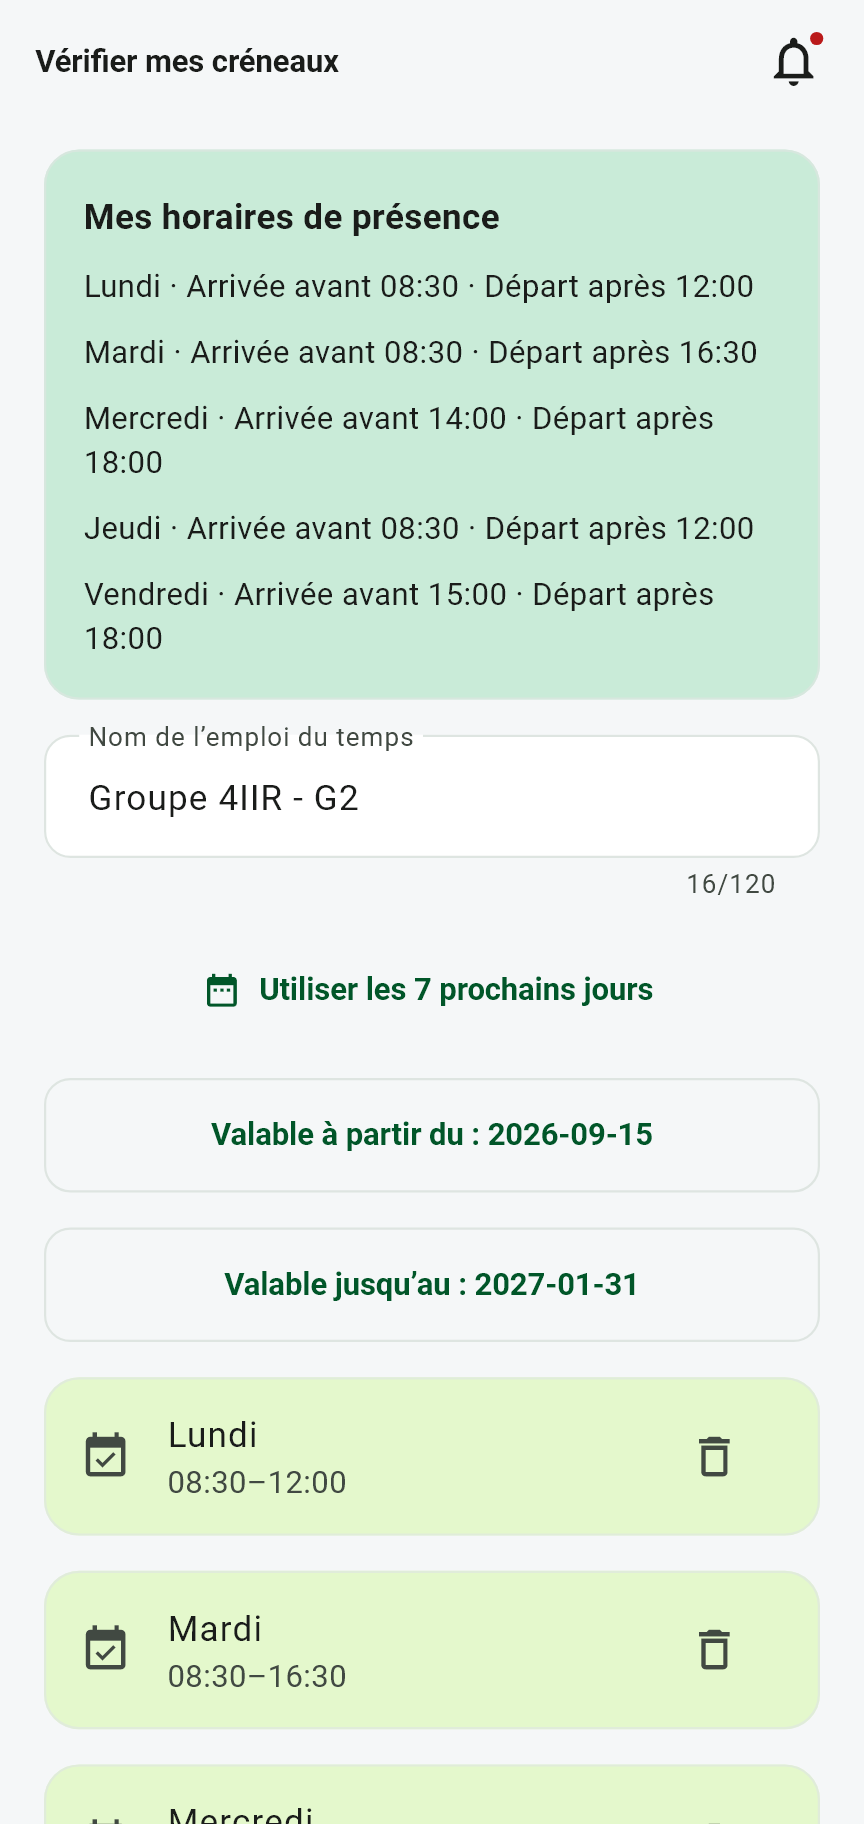 Vérifier mes créneaux
Mes horaires de présence
Lundi · Arrivée avant 08:30 · Départ après 12:00
Mardi · Arrivée avant 08:30 · Départ après 16:30
Mercredi · Arrivée avant 14:00 · Départ après
18:00
Jeudi · Arrivée avant 08:30 · Départ après 12:00
Vendredi · Arrivée avant 15:00 · Départ après
18:00
Nom de l’emploi du temps
Groupe 4IIR - G2
16/120
Utiliser les 7 prochains jours
Valable à partir du : 2026-09-15
Valable jusqu’au : 2027-01-31
Lundi
08:30–12:00
Mardi
08:30–16:30
Mercredi